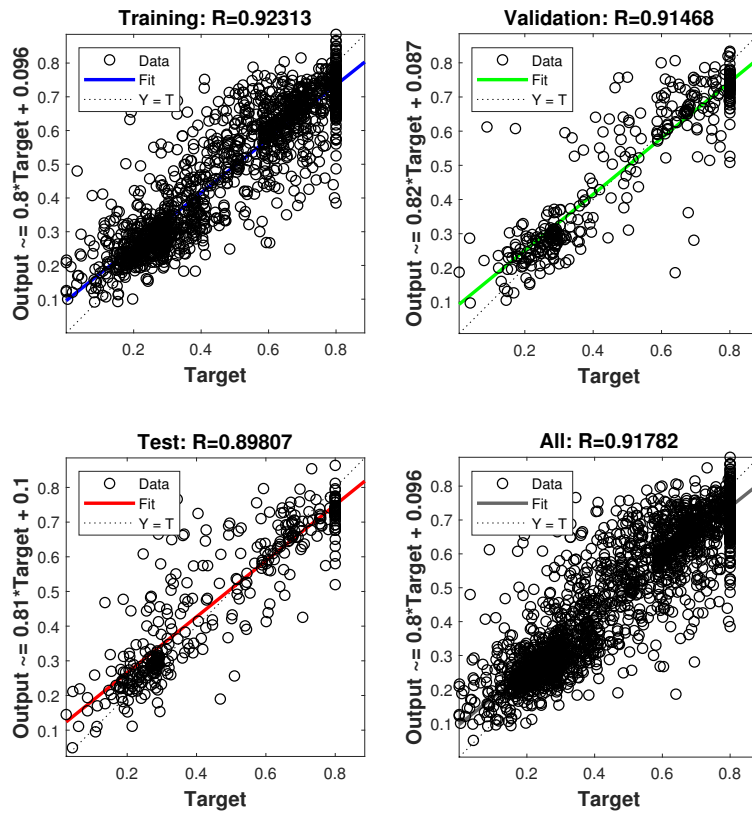 Training: R=0.92313
Output ~= 0.8*Target + 0.096
0.8
0.7
0.6
0.5
0.4
0.3
0.2
0.1
Data
Fit
Y = T
0.2 0.4 0.6 0.8
Target
Validation: R=0.91468
Output ~= 0.82*Target + 0.087
0.8
0.7
0.6
0.5
0.4
0.3
0.2
0.1
Data
Fit
Y = T
0.2 0.4 0.6 0.8
Target
Test: R=0.89807
Output ~= 0.81*Target + 0.1
0.8
0.7
0.6
0.5
0.4
0.3
0.2
0.1
Data
Fit
Y = T
0.2 0.4 0.6 0.8
Target
All: R=0.91782
Output ~= 0.8*Target + 0.096
0.8
0.7
0.6
0.5
0.4
0.3
0.2
0.1
Data
Fit
Y = T
0.2 0.4 0.6 0.8
Target